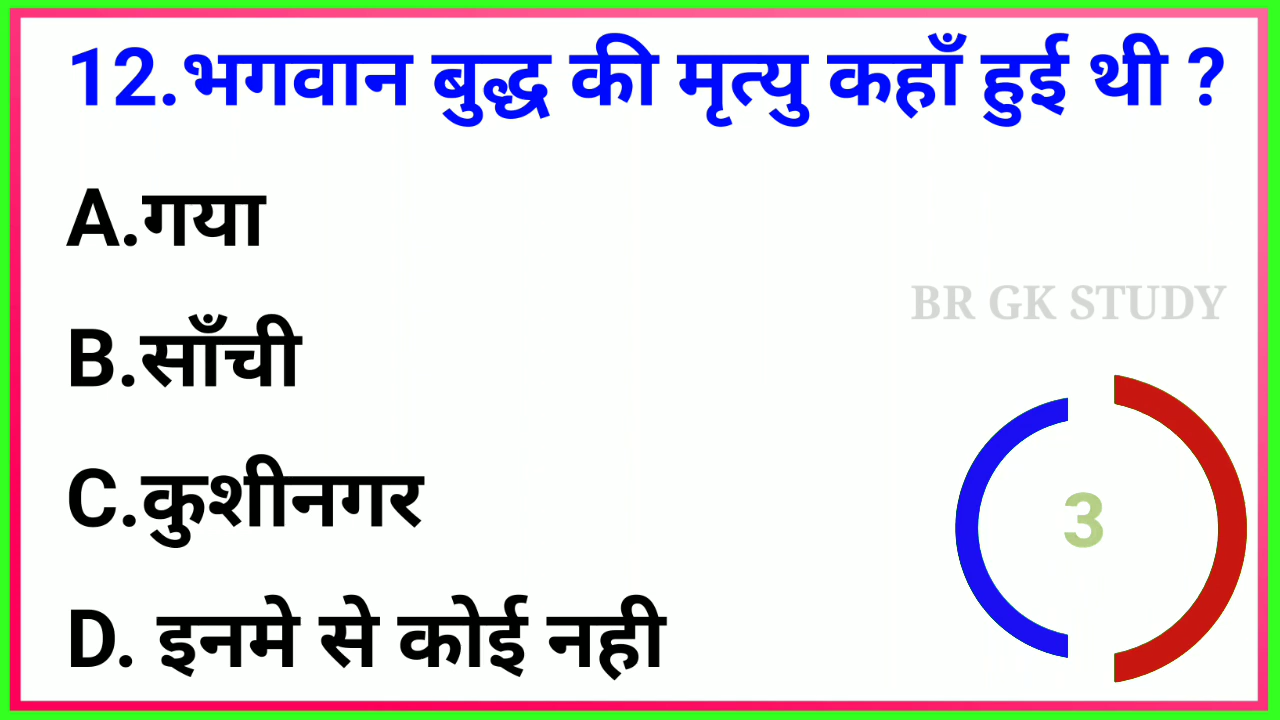 12.भगवान बुद्ध की मृत्यु कहाँ हुई थी ?
A.गया
B.साँची
BR GK STUDY
C.कुशीनगर
3
D. इनमे से कोई नही